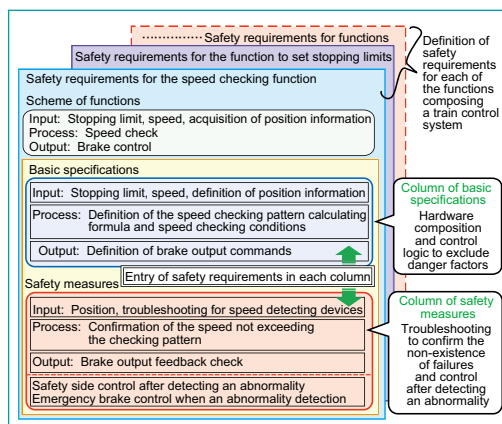 ·············· Safety requirements for functions
Safety requirements for the function to set stopping limits
Safety requirements for the speed checking function
Scheme of functions
Input: Stopping limit, speed, acquisition of position information
Process: Speed check
Output: Brake control
Basic specifications
Input: Stopping limit, speed, definition of position information
Process: Definition of the speed checking pattern calculating
formula and speed checking conditions
Output: Definition of brake output commands
Entry of safety requirements in each column
Safety measures
Input: Position, troubleshooting for speed detecting devices
Process: Confirmation of the speed not exceeding
the checking pattern
Output: Brake output feedback check
Safety side control after detecting an abnormality
Emergency brake control when an abnormality detection
Definition of
safety
requirements
for each of
the functions
composing
a train control
system
Column of basic
specifications
Hardware
composition
and control
logic to exclude
danger factors
Column of safety
measures
Troubleshooting
to confirm the
non-existence
of failures
and control
after detecting
an abnormality